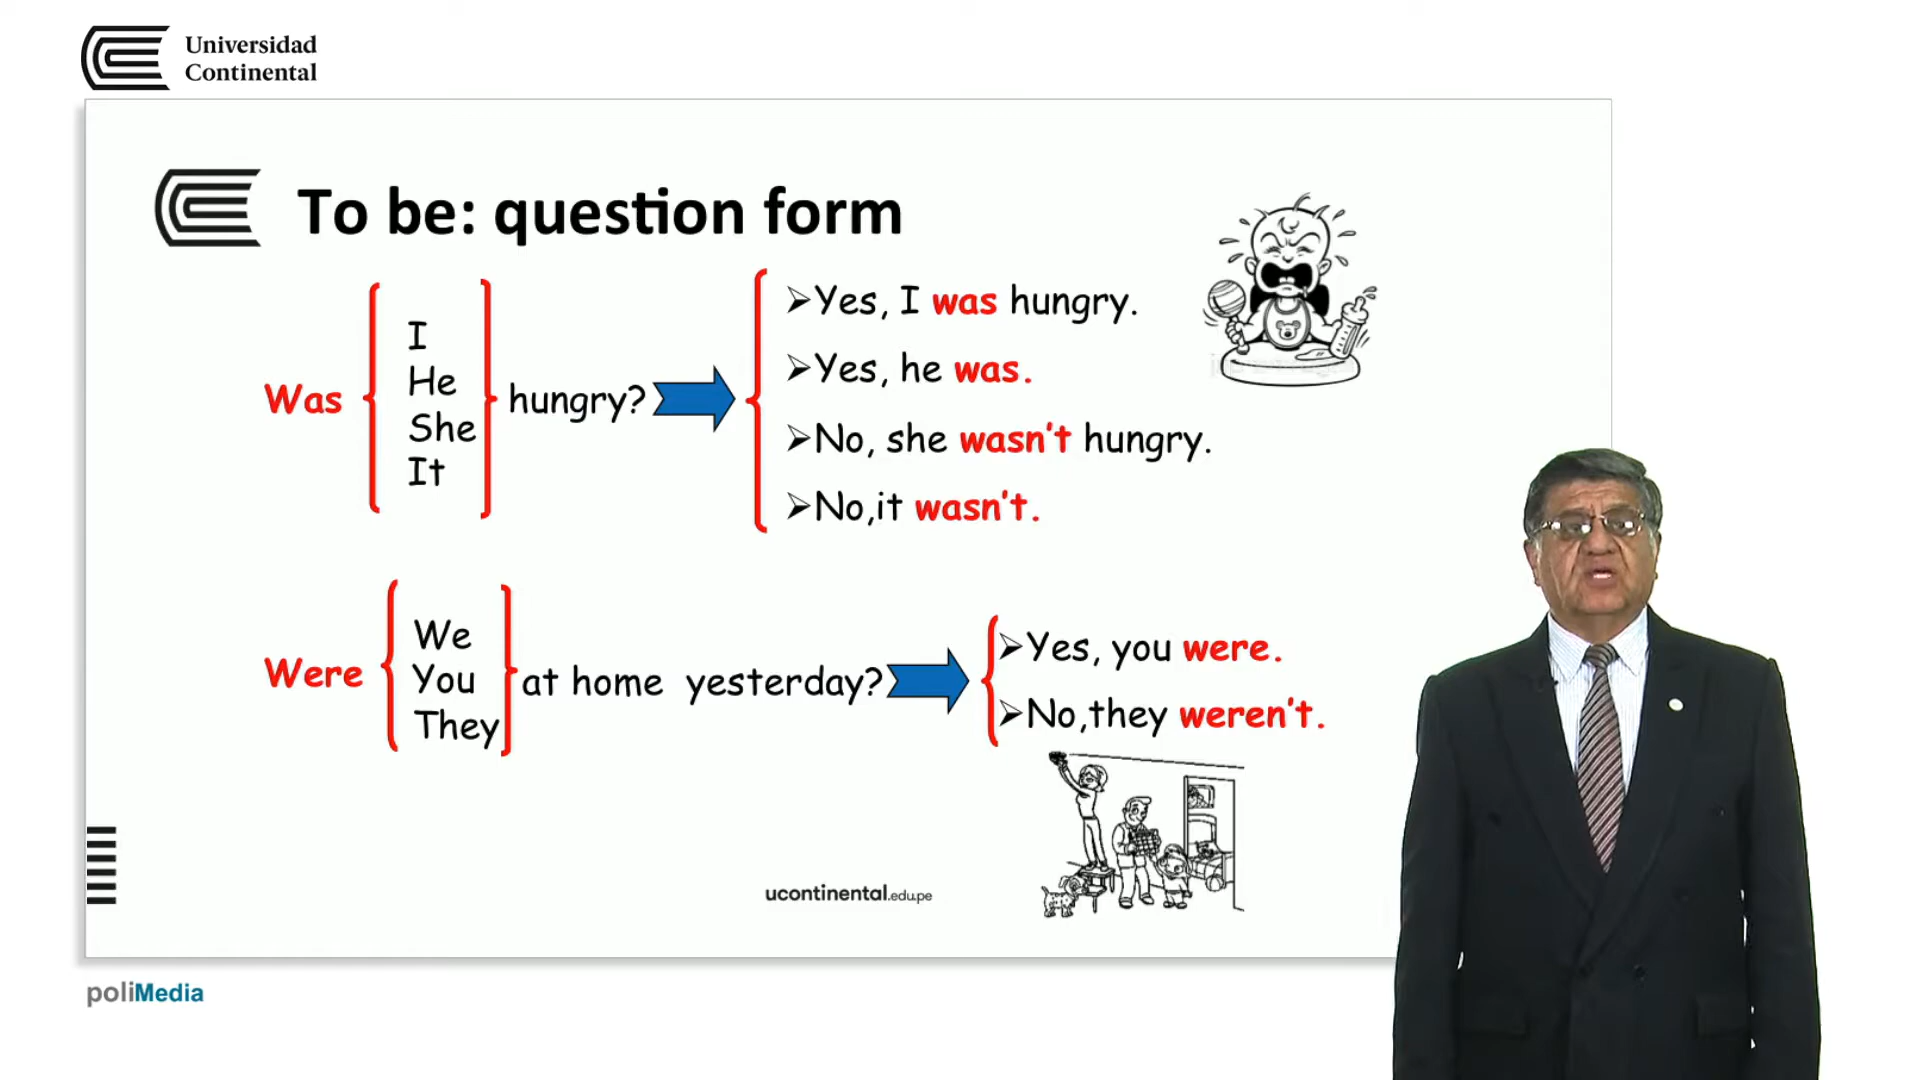 Universidad
Continental
To be: question form
Was
I
He
She
It
hungry?
➢Yes, I was hungry.
➢Yes, he was.
➢No, she wasn't hungry.
➢No,it wasn't.
Were
We
You
They
at home yesterday?
➢Yes, you were.
➢No,they weren't.
ucontinental.edu.pe
poliMedia